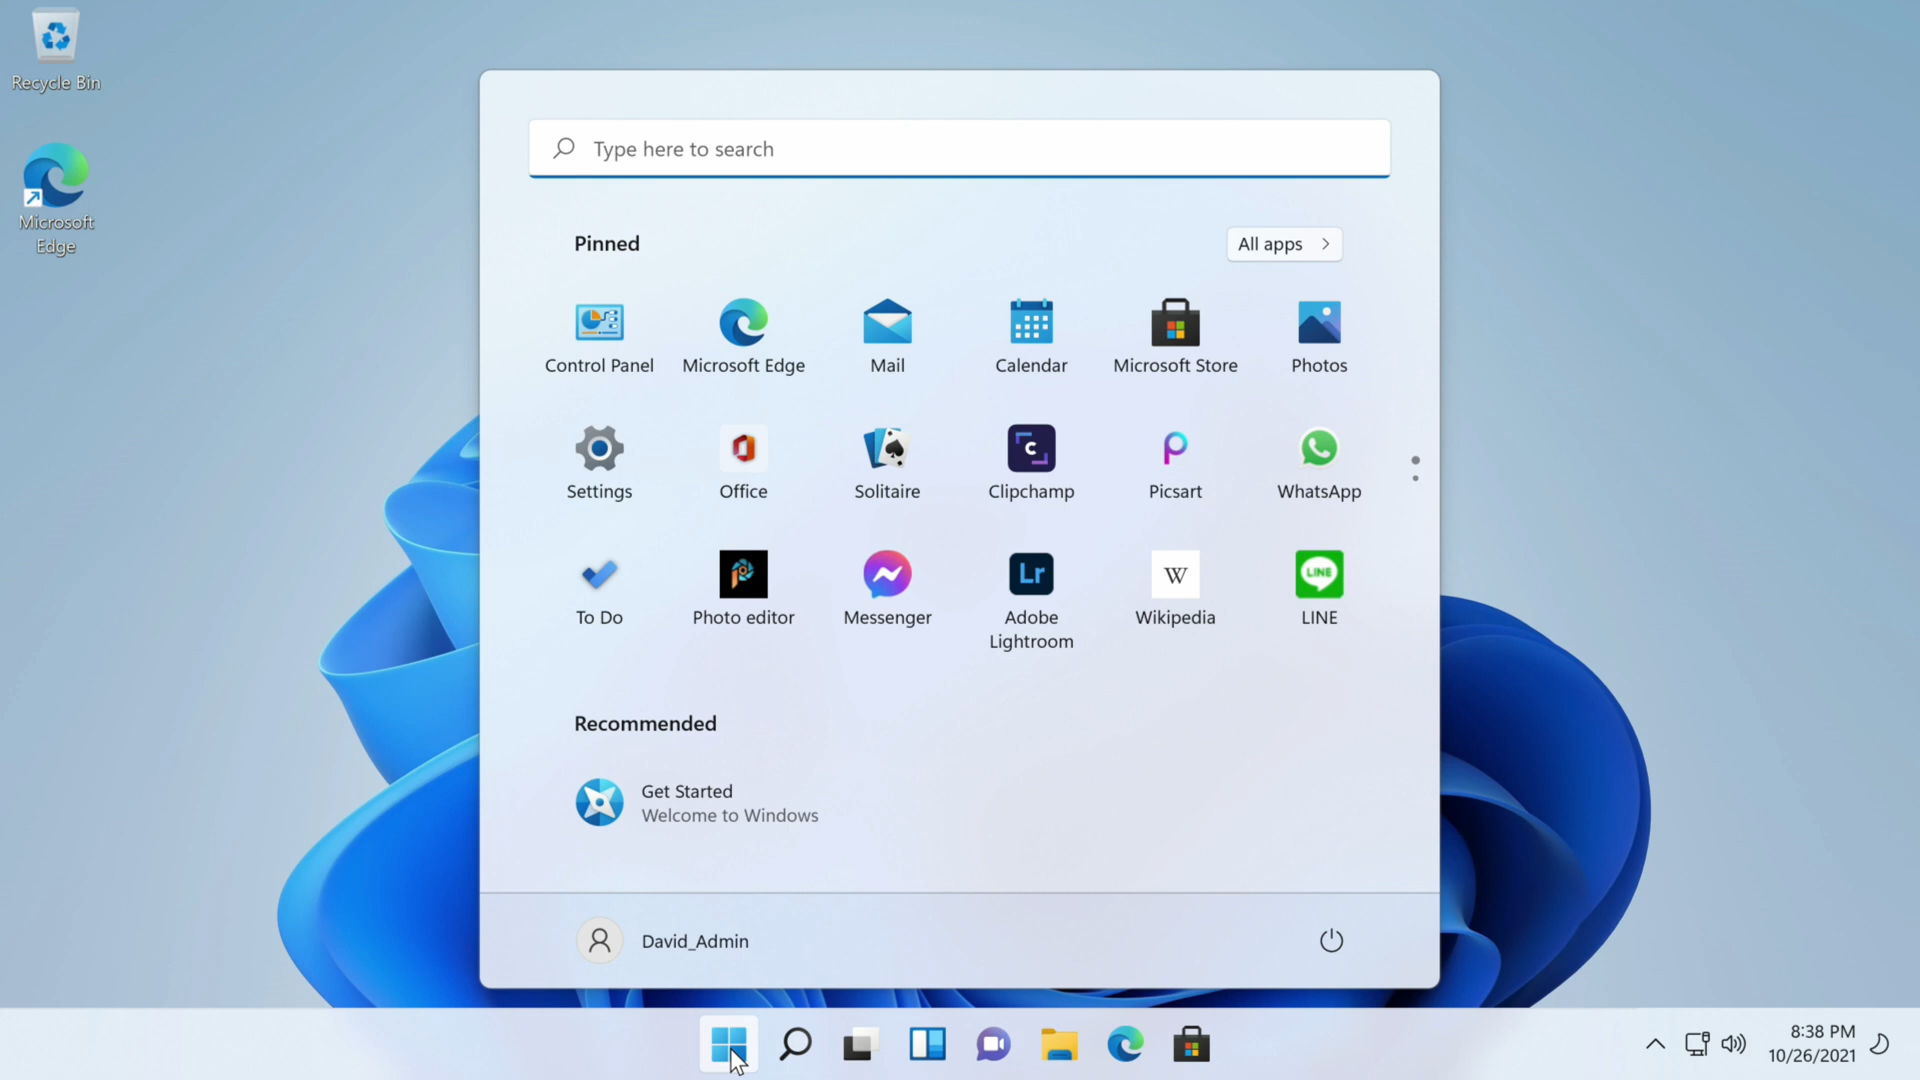 Recycle Bin
Microsoft
Edge
Type here to search
Pinned
All apps
Control Panel
Microsoft Edge
Mail
Calendar
Microsoft Store
Photos
Settings
Office
Solitaire
C
Clipchamp
Picsart
WhatsApp
To Do
Photo editor
Messenger
Lr
Adobe
Lightroom
W
Wikipedia
LINE
LINE
Recommended
Get Started
Welcome to Windows
David_Admin
8:38 PM
10/26/2021